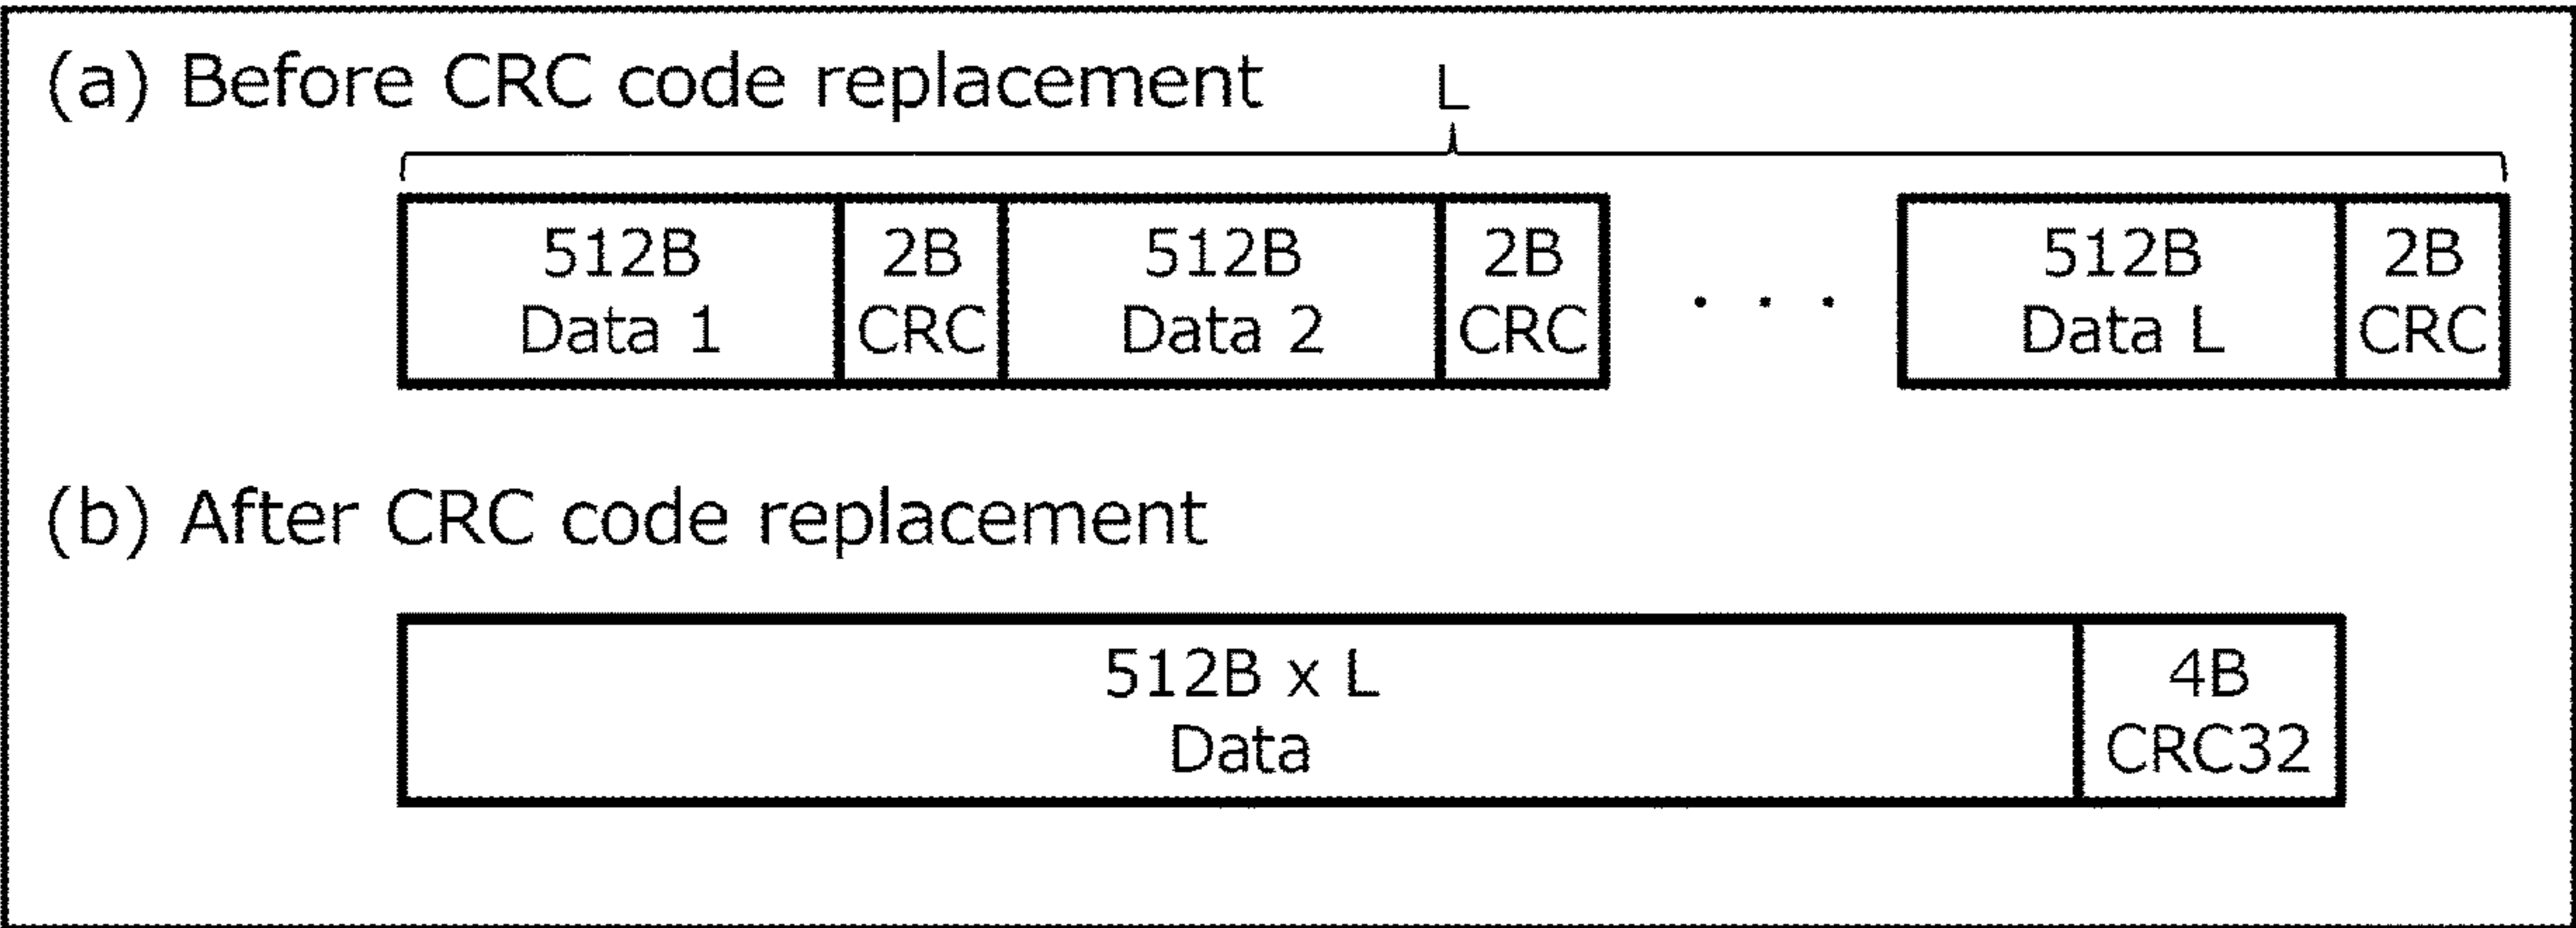 (a) Before CRC code replacement
L
512B
Data 1
2B
CRC
512B
Data 2
2B
CRC
. . .
512B
Data L
2B
CRC
(b) After CRC code replacement
512B x L
Data
4B
CRC32